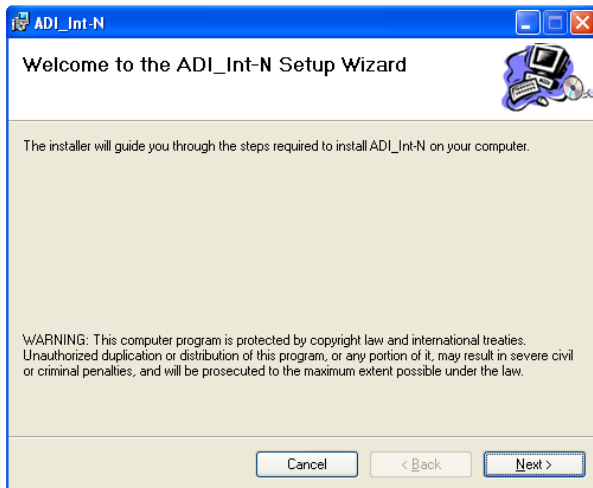 ADI_Int-N
Welcome to the ADI_Int-N Setup Wizard
The installer will guide you through the steps required to install ADI_Int-N on your computer.
WARNING: This computer program is protected by copyright law and international treaties.
Unauthorized duplication or distribution of this program, or any portion of it, may result in severe civil
or criminal penalties, and will be prosecuted to the maximum extent possible under the law.
Cancel
< Back
Next >